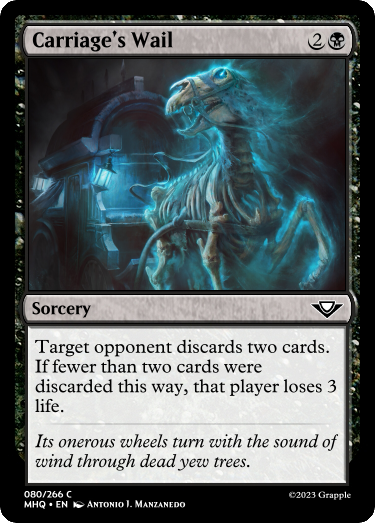 Carriage's Wail 2
Sorcery
Target opponent discards two cards.
If fewer than two cards were
discarded this way, that player loses 3
life.
Its onerous wheels turn with the sound of
wind through dead yew trees.
080/266 C
MHQ • EN Antonio J. Manzanedo
©2023 Grapple